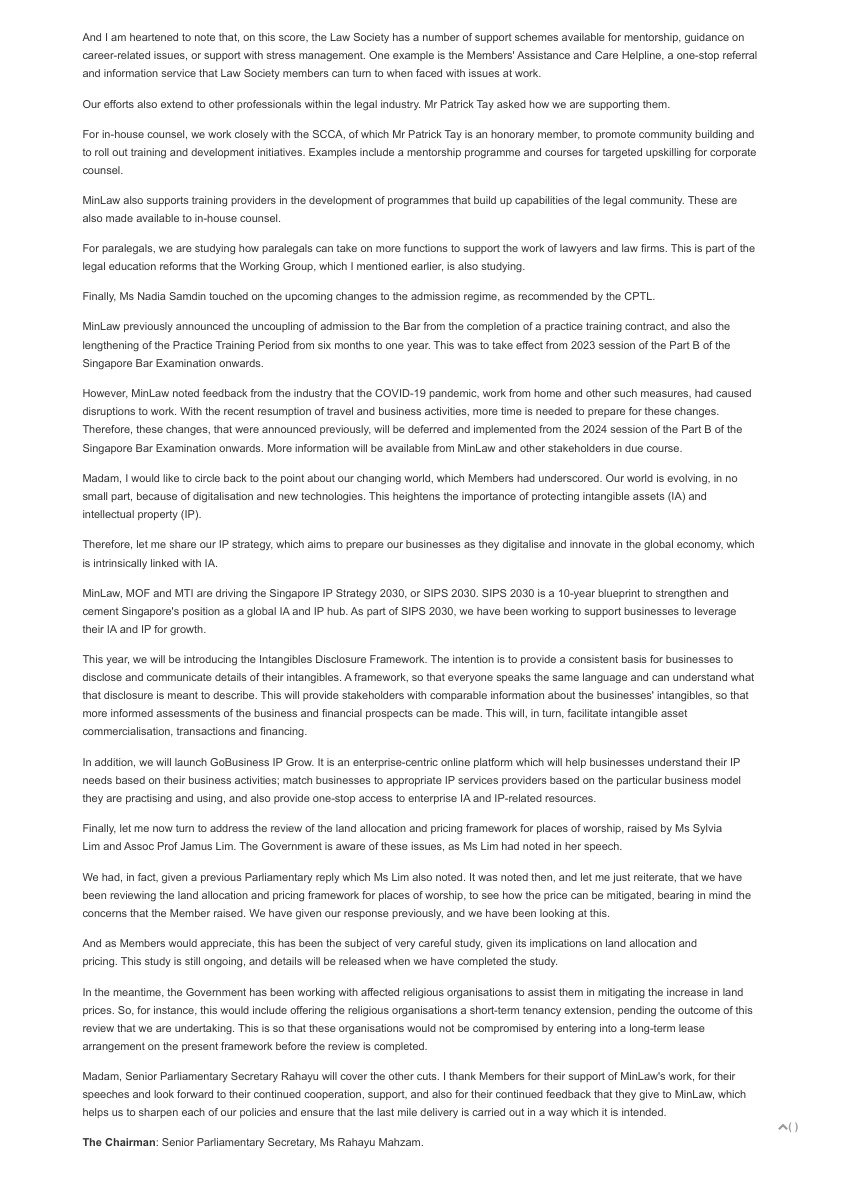 And I am heartened to note that, on this score, the Law Society has a number of support schemes available for mentorship, guidance on
career-related issues, or support with stress management. One example is the Members' Assistance and Care Helpline, a one-stop referral
and information service that Law Society members can turn to when faced with issues at work.
Our efforts also extend to other professionals within the legal industry. Mr Patrick Tay asked how we are supporting them.
For in-house counsel, we work closely with the SCCA, of which Mr Patrick Tay is an honorary member, to promote community building and
to roll out training and development initiatives. Examples include a mentorship programme and courses for targeted upskilling for corporate
counsel.
MinLaw also supports training providers in the development of programmes that build up capabilities of the legal community. These are
also made available to in-house counsel.
For paralegals, we are studying how paralegals can take on more functions to support the work of lawyers and law firms. This is part of the
legal education reforms that the Working Group, which I mentioned earlier, is also studying.
Finally, Ms Nadia Samdin touched on the upcoming changes to the admission regime, as recommended by the CPTL.
MinLaw previously announced the uncoupling of admission to the Bar from the completion of a practice training contract, and also the
lengthening of the Practice Training Period from six months to one year. This was to take effect from 2023 session of the Part B of the
Singapore Bar Examination onwards.
However, MinLaw noted feedback from the industry that the COVID-19 pandemic, work from home and other such measures, had caused
disruptions to work. With the recent resumption of travel and business activities, more time is needed to prepare for these changes.
Therefore, these changes, that were announced previously, will be deferred and implemented from the 2024 session of the Part B of the
Singapore Bar Examination onwards. More information will be available from MinLaw and other stakeholders in due course.
Madam, I would like to circle back to the point about our changing world, which Members had underscored. Our world is evolving, in no
small part, because of digitalisation and new technologies. This heightens the importance of protecting intangible assets (IA) and
intellectual property (IP).
Therefore, let me share our IP strategy, which aims to prepare our businesses as they digitalise and innovate in the global economy, which
is intrinsically linked with IA.
MinLaw, MOF and MTI are driving the Singapore IP Strategy 2030, or SIPS 2030. SIPS 2030 is a 10-year blueprint to strengthen and
cement Singapore's position as a global IA and IP hub. As part of SIPS 2030, we have been working to support businesses to leverage
their IA and IP for growth.
This year, we will be introducing the Intangibles Disclosure Framework. The intention is to provide a consistent basis for businesses to
disclose and communicate details of their intangibles. A framework, so that everyone speaks the same language and can understand what
that disclosure is meant to describe. This will provide stakeholders with comparable information about the businesses' intangibles, so that
more informed assessments of the business and financial prospects can be made. This will, in turn, facilitate intangible asset
commercialisation, transactions and financing.
In addition, we will launch GoBusiness IP Grow. It is an enterprise-centric online platform which will help businesses understand their IP
needs based on their business activities; match businesses to appropriate IP services providers based on the particular business model
they are practising and using, and also provide one-stop access to enterprise IA and IP-related resources.
Finally, let me now turn to address the review of the land allocation and pricing framework for places of worship, raised by Ms Sylvia
Lim and Assoc Prof Jamus Lim. The Government is aware of these issues, as Ms Lim had noted in her speech.
We had, in fact, given a previous Parliamentary reply which Ms Lim also noted. It was noted then, and let me just reiterate, that we have
been reviewing the land allocation and pricing framework for places of worship, to see how the price can be mitigated, bearing in mind the
concerns that the Member raised. We have given our response previously, and we have been looking at this.
And as Members would appreciate, this has been the subject of very careful study, given its implications on land allocation and
pricing. This study is still ongoing, and details will be released when we have completed the study.
In the meantime, the Government has been working with affected religious organisations to assist them in mitigating the increase in land
prices. So, for instance, this would include offering the religious organisations a short-term tenancy extension, pending the outcome of this
review that we are undertaking. This is so that these organisations would not be compromised by entering into a long-term lease
arrangement on the present framework before the review is completed.
Madam, Senior Parliamentary Secretary Rahayu will cover the other cuts. I thank Members for their support of MinLaw's work, for their
speeches and look forward to their continued cooperation, support, and also for their continued feedback that they give to MinLaw, which
helps us to sharpen each of our policies and ensure that the last mile delivery is carried out in a way which it is intended.
( )
The Chairman: Senior Parliamentary Secretary, Ms Rahayu Mahzam.